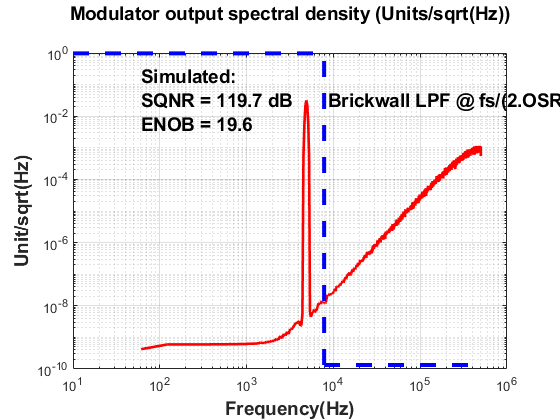 Modulator output spectral density (Units/sqrt(Hz))
10^0
10^-2
10^-4
10^-6
10^-8
10^-10
Unit/sqrt(Hz)
Simulated:
SQNR = 119.7 dB
ENOB = 19.6
Brickwall LPF @ fs/(2.OSR
10^1
10^2
10^3
10^4
10^5
10^6
Frequency(Hz)